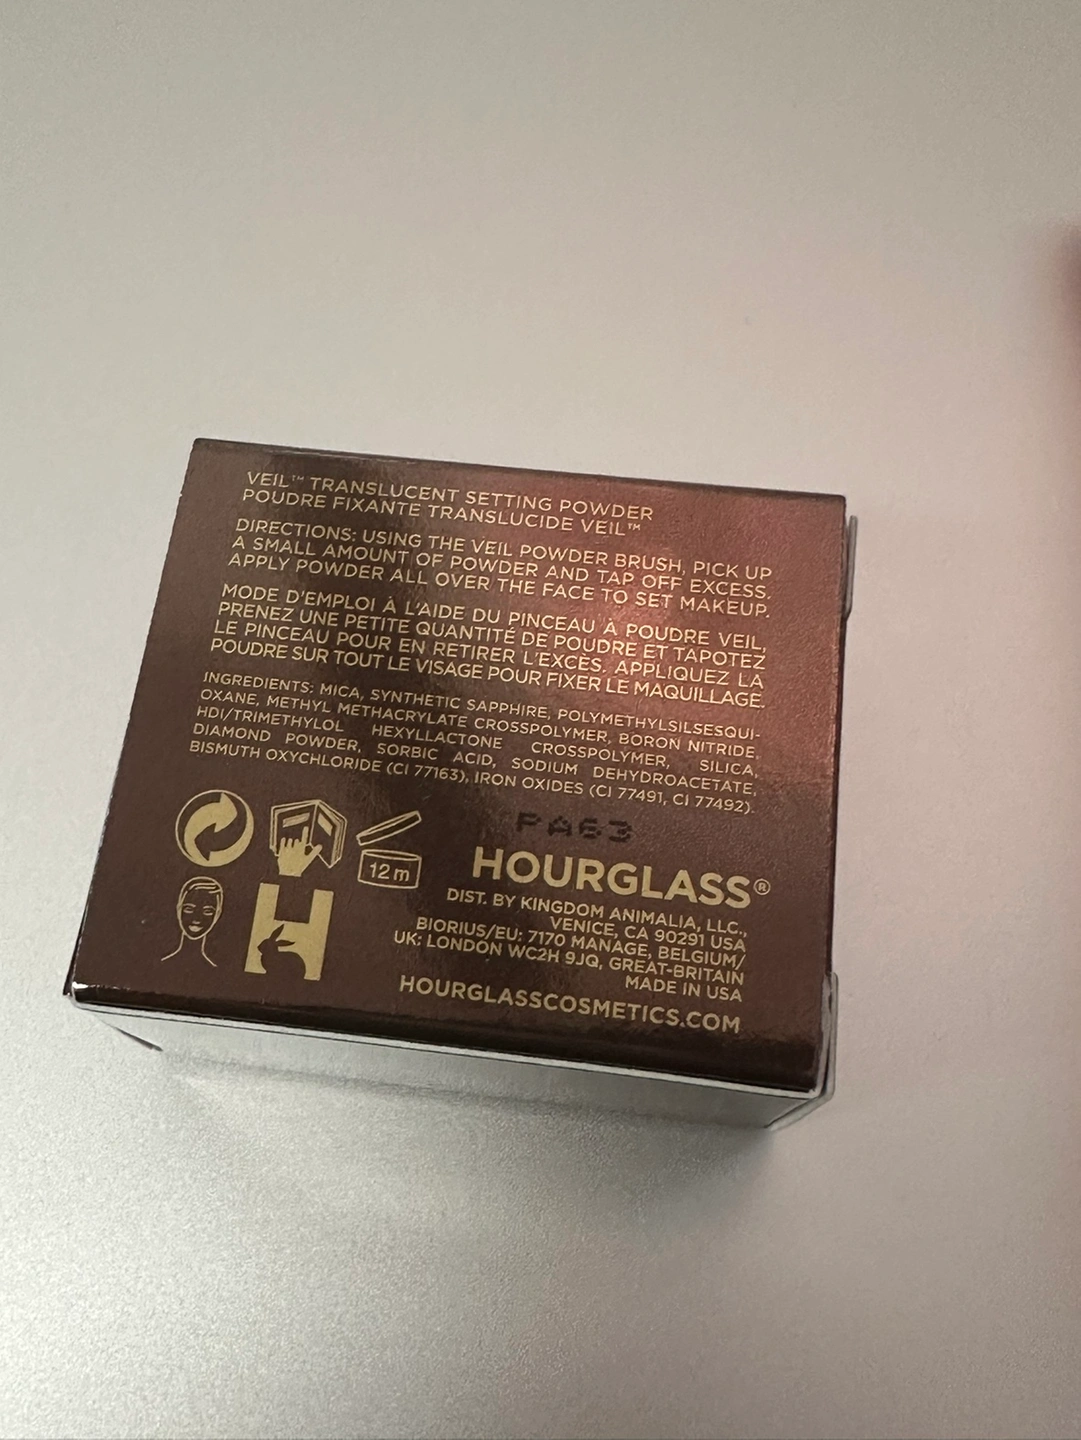 VEIL™ TRANSLUCENT SETTING POWDER
POUDRE FIXANTE TRANSLUCIDE VEIL™
DIRECTIONS: USING THE VEIL POWDER BRUSH, PICK UP
A SMALL AMOUNT OF POWDER AND TAP OFF EXCESS.
APPLY POWDER ALL OVER THE FACE TO SET MAKEUP.
MODE D'EMPLOI À L'AIDE DU PINCEAU À POUDRE VEIL,
PRENEZ UNE PETITE QUANTITÉ DE POUDRE ET TAPOTEZ
LE PINCEAU POUR EN RETIRER L'EXCÈS. APPLIQUEZ LA
POUDRE SUR TOUT LE VISAGE POUR FIXER LE MAQUILLAGE.
INGREDIENTS: MICA, SYNTHETIC SAPPHIRE, POLYMETHYLSILSESQUI-
OXANE, METHYL METHACRYLATE CROSSPOLYMER, BORON NITRIDE,
HDI/TRIMETHYLOL HEXYLLACTONE CROSSPOLYMER, SILICA,
DIAMOND POWDER, SORBIC ACID, SODIUM DEHYDROACETATE,
BISMUTH OXYCHLORIDE (CI 77163), IRON OXIDES (CI 77491, CI 77492).
PA63
12 m
HOURGLASS®
H
DIST. BY KINGDOM ANIMALIA, LLC.,
VENICE, CA 90291 USA
BIORIUS/EU: 7170 MANAGE, BELGIUM/
UK: LONDON WC2H 9JQ, GREAT-BRITAIN
MADE IN USA
HOURGLASSCOSMETICS.COM